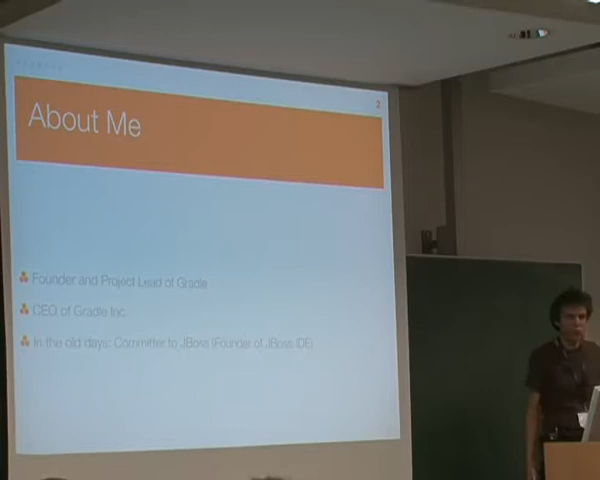 2
About Me
Founder and Project Lead of Gradle
CEO of Gradle Inc.
In the old days: Committer to JBoss (Founder of JBoss IDE)